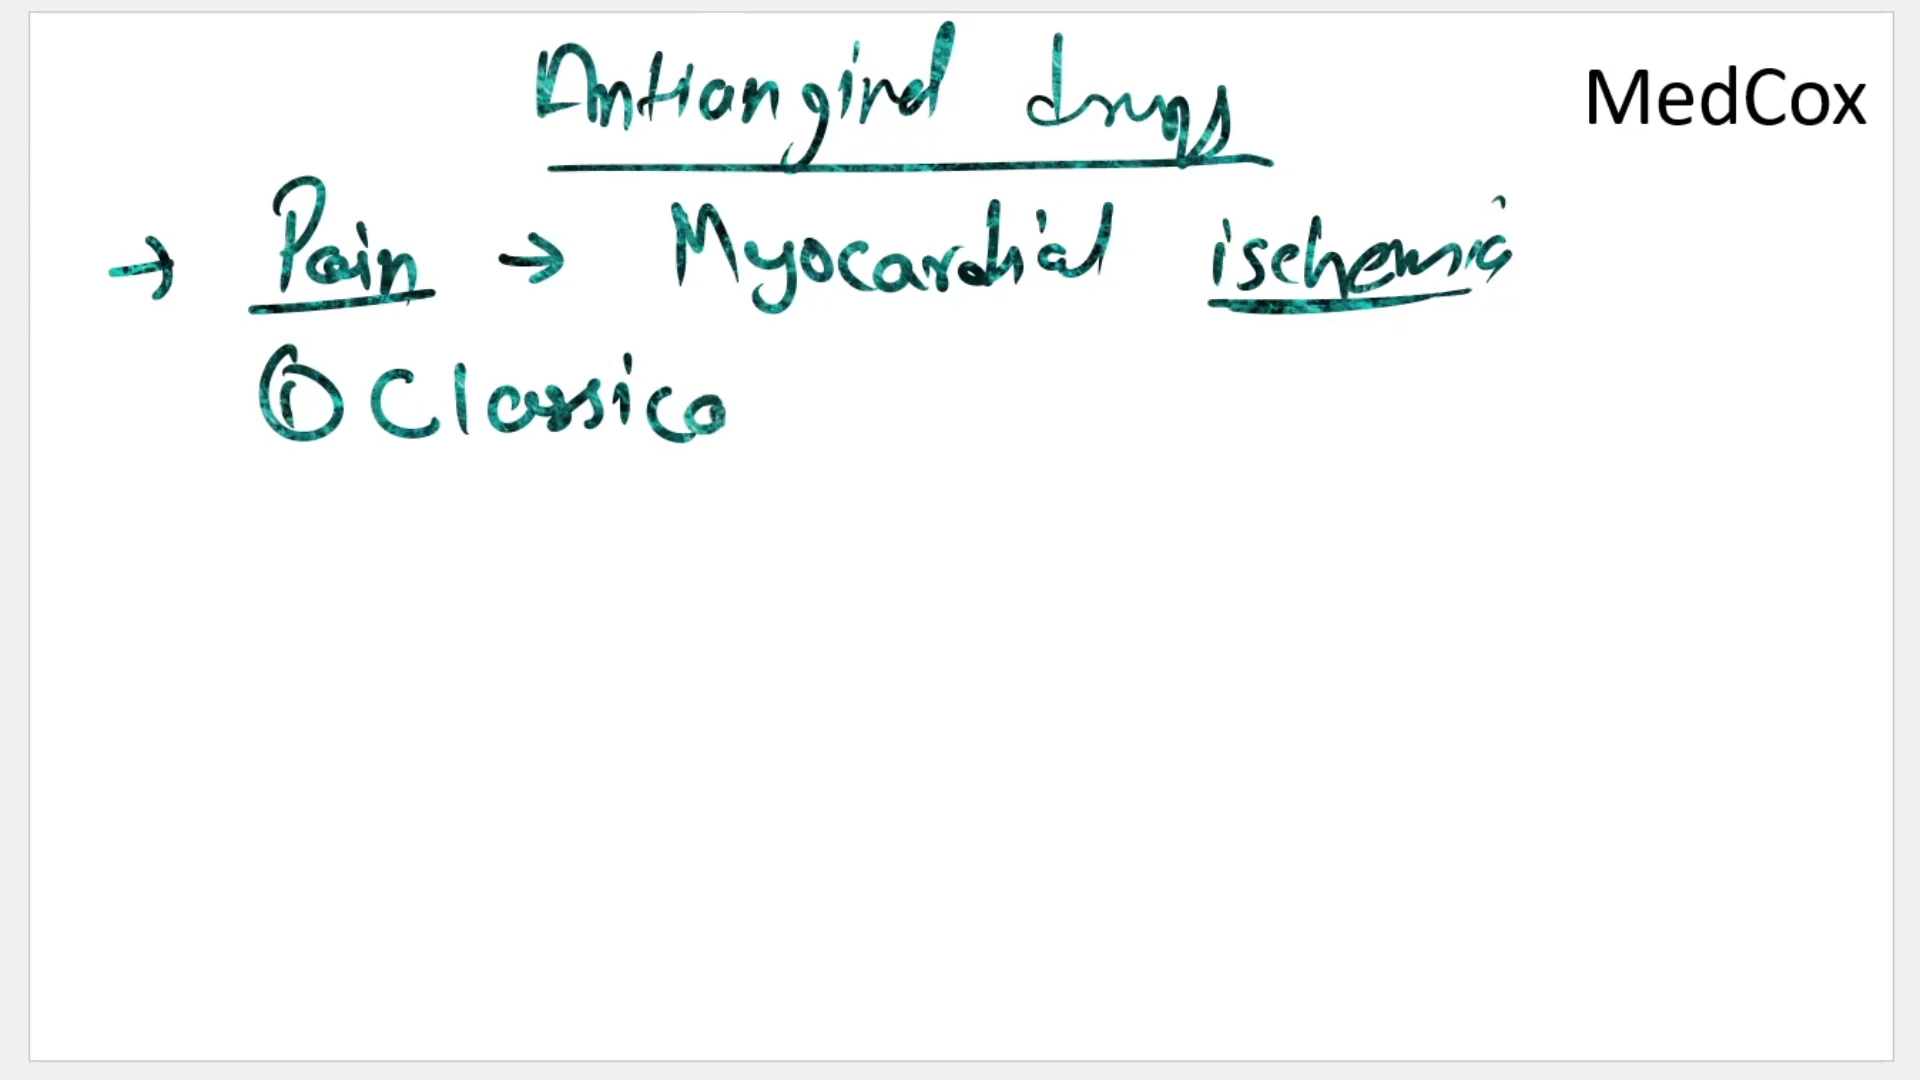 Antianginal drugs
MedCox
→ Pain → Myocardial ischemia
① Classica